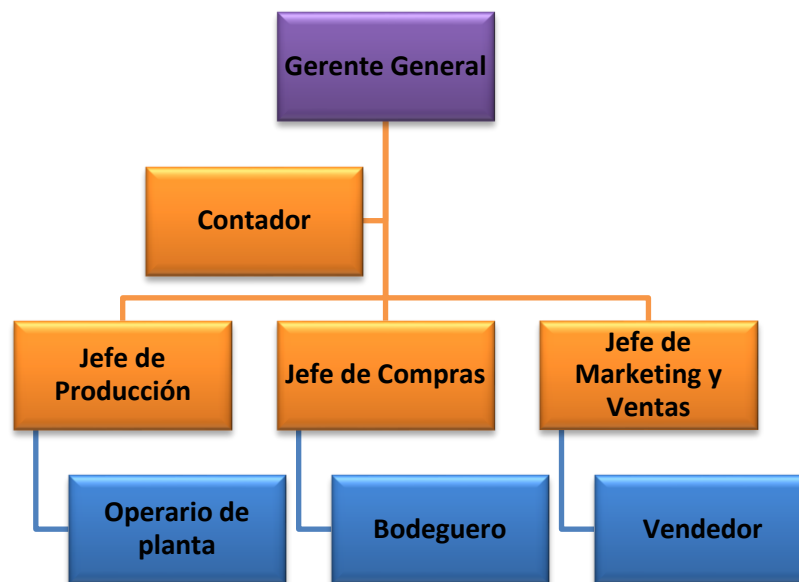 Gerente General
Contador
Jefe de
Producción
Jefe de Compras
Jefe de
Marketing y
Ventas
Operario de
planta
Bodeguero
Vendedor